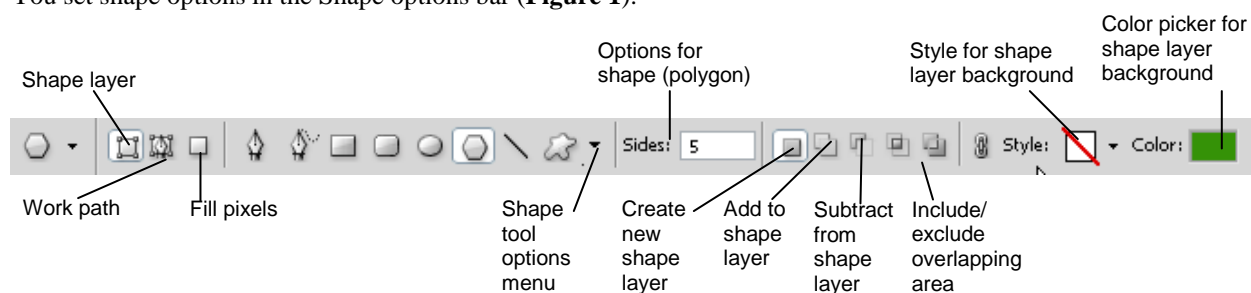 You set shape options in the Shape options bar (Figure 1).
Color picker for
shape layer
background
Options for
shape (polygon)
Style for shape
layer background
Shape layer
Sides: 5
Style:
Color:
Work path
Fill pixels
Shape
tool
options
menu
Create
new
shape
layer
Add to
shape
layer
Subtract
from
shape
layer
Include/
exclude
overlapping
area